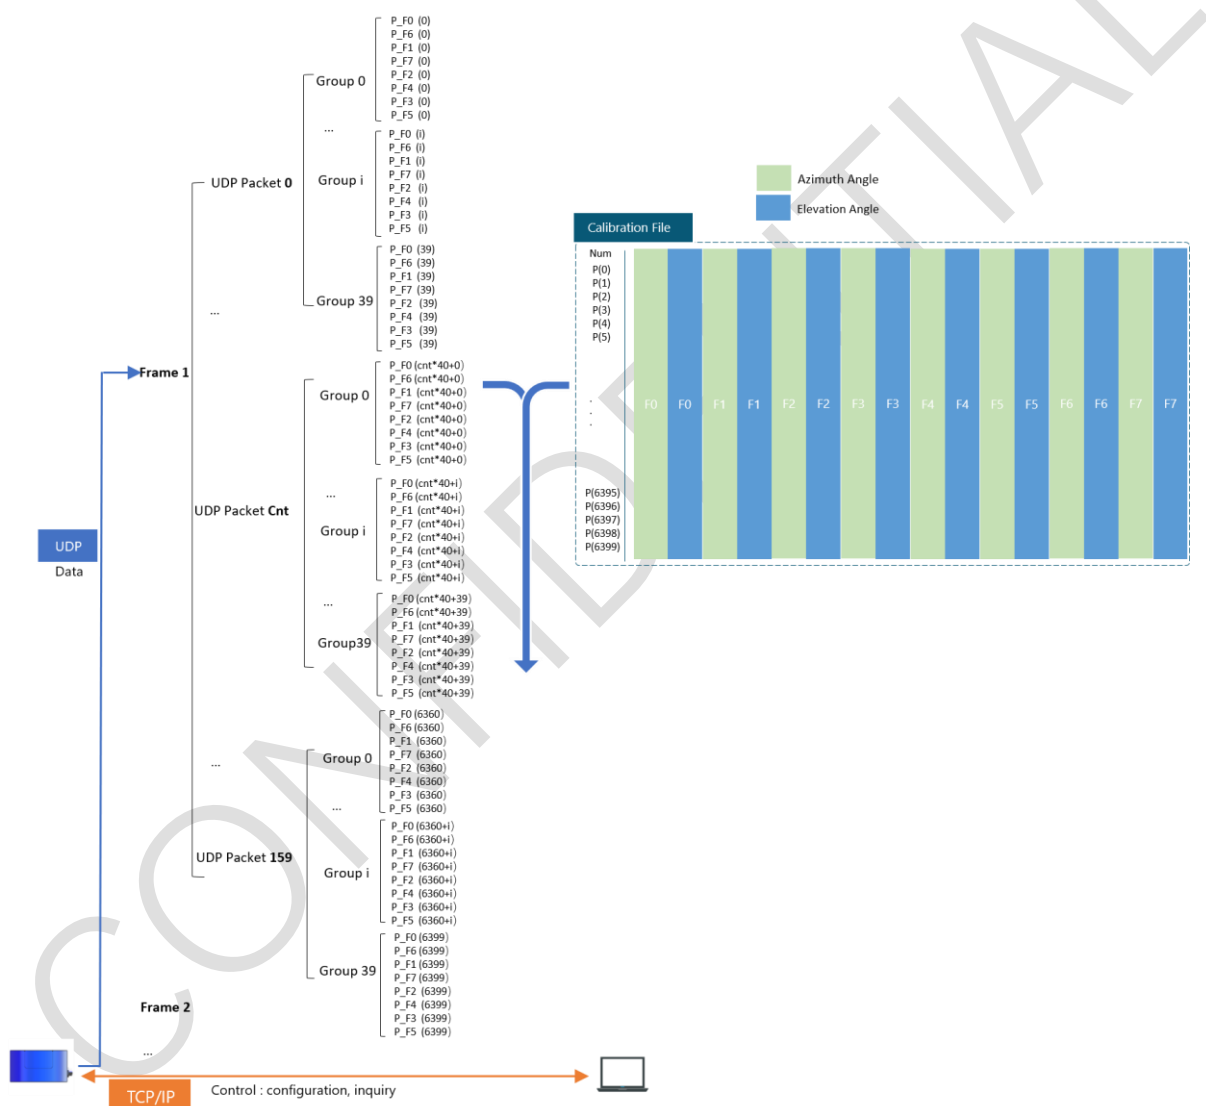 P_F0 (0)
P_F6 (0)
P_F1 (0)
P_F7 (0)
P_F2 (0)
P_F4 (0)
P_F3 (0)
P_F5 (0)
Group 0
...
P_F0 (i)
P_F6 (i)
P_F1 (i)
P_F7 (i)
P_F2 (i)
P_F4 (i)
P_F3 (i)
P_F5 (i)
Group i
UDP Packet 0
P_F0 (39)
P_F6 (39)
P_F1 (39)
P_F7 (39)
P_F2 (39)
P_F4 (39)
P_F3 (39)
P_F5 (39)
Group 39
...
Frame 1
P_F0 (cnt*40+0)
P_F6 (cnt*40+0)
P_F1 (cnt*40+0)
P_F7 (cnt*40+0)
P_F2 (cnt*40+0)
P_F4 (cnt*40+0)
P_F3 (cnt*40+0)
P_F5 (cnt*40+0)
Group 0
...
P_F0 (cnt*40+i)
P_F6 (cnt*40+i)
P_F1 (cnt*40+i)
P_F7 (cnt*40+i)
P_F2 (cnt*40+i)
P_F4 (cnt*40+i)
P_F3 (cnt*40+i)
P_F5 (cnt*40+i)
Group i
UDP Packet Cnt
...
P_F0 (cnt*40+39)
P_F6 (cnt*40+39)
P_F1 (cnt*40+39)
P_F7 (cnt*40+39)
P_F2 (cnt*40+39)
P_F4 (cnt*40+39)
P_F3 (cnt*40+39)
P_F5 (cnt*40+39)
Group39
UDP
Data
P_F0 (6360)
P_F6 (6360)
P_F1 (6360)
P_F7 (6360)
P_F2 (6360)
P_F4 (6360)
P_F3 (6360)
P_F5 (6360)
Group 0
...
...
P_F0 (6360+i)
P_F6 (6360+i)
P_F1 (6360+i)
P_F7 (6360+i)
P_F2 (6360+i)
P_F4 (6360+i)
P_F3 (6360+i)
P_F5 (6360+i)
Group i
UDP Packet 159
P_F0 (6399)
P_F6 (6399)
P_F1 (6399)
P_F7 (6399)
P_F2 (6399)
P_F4 (6399)
P_F3 (6399)
P_F5 (6399)
Group 39
Frame 2
...
TCP/IP
Control : configuration, inquiry
Azimuth Angle
Elevation Angle
Calibration File
Num
P(0)
P(1)
P(2)
P(3)
P(4)
P(5)
.
.
.
F0 F0 F1 F1 F2 F2 F3 F3 F4 F4 F5 F5 F6 F6 F7 F7
P(6395)
P(6396)
P(6397)
P(6398)
P(6399)
CONFIDENTIAL